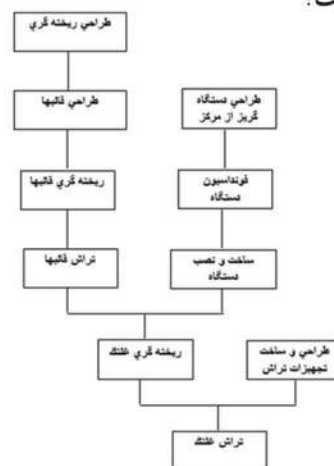 طراحي ريخته گري
طراحي قالبها
طراحي دستگاه
گريز از مركز
ريخته گري قالبها
فونداسيون
دستگاه
تراش قالبها
ساخت و نصب
دستگاه
ريخته گري غلتك
طراحي و ساخت
تجهيزات تراش
تراش غلتك